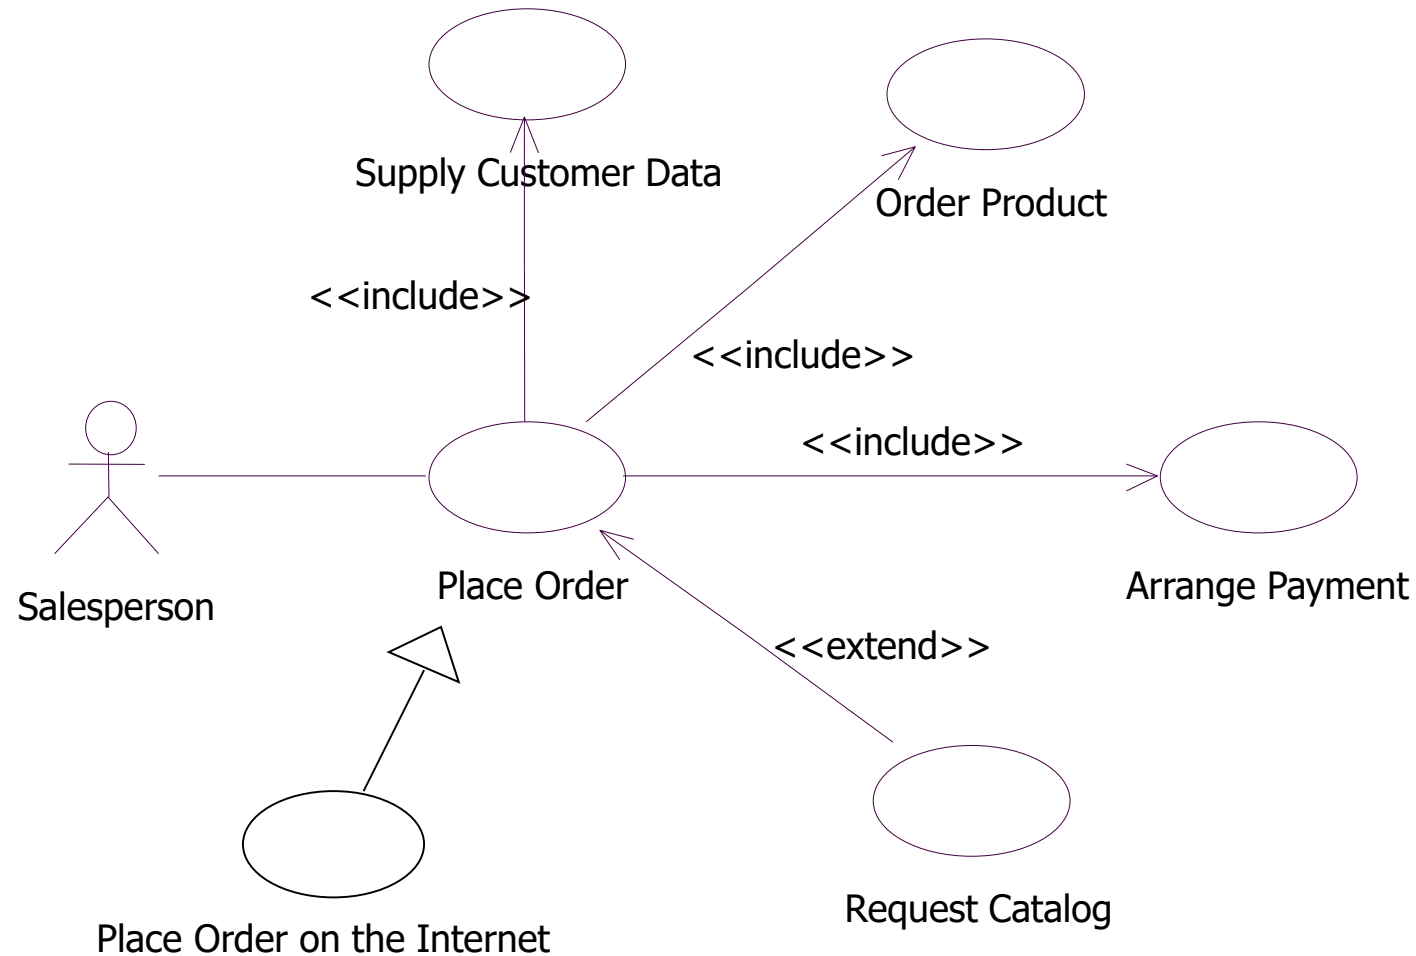 Supply Customer Data
Order Product
<<include>>
<<include>>
<<include>>
Place Order
Arrange Payment
Salesperson
<<extend>>
Request Catalog
Place Order on the Internet